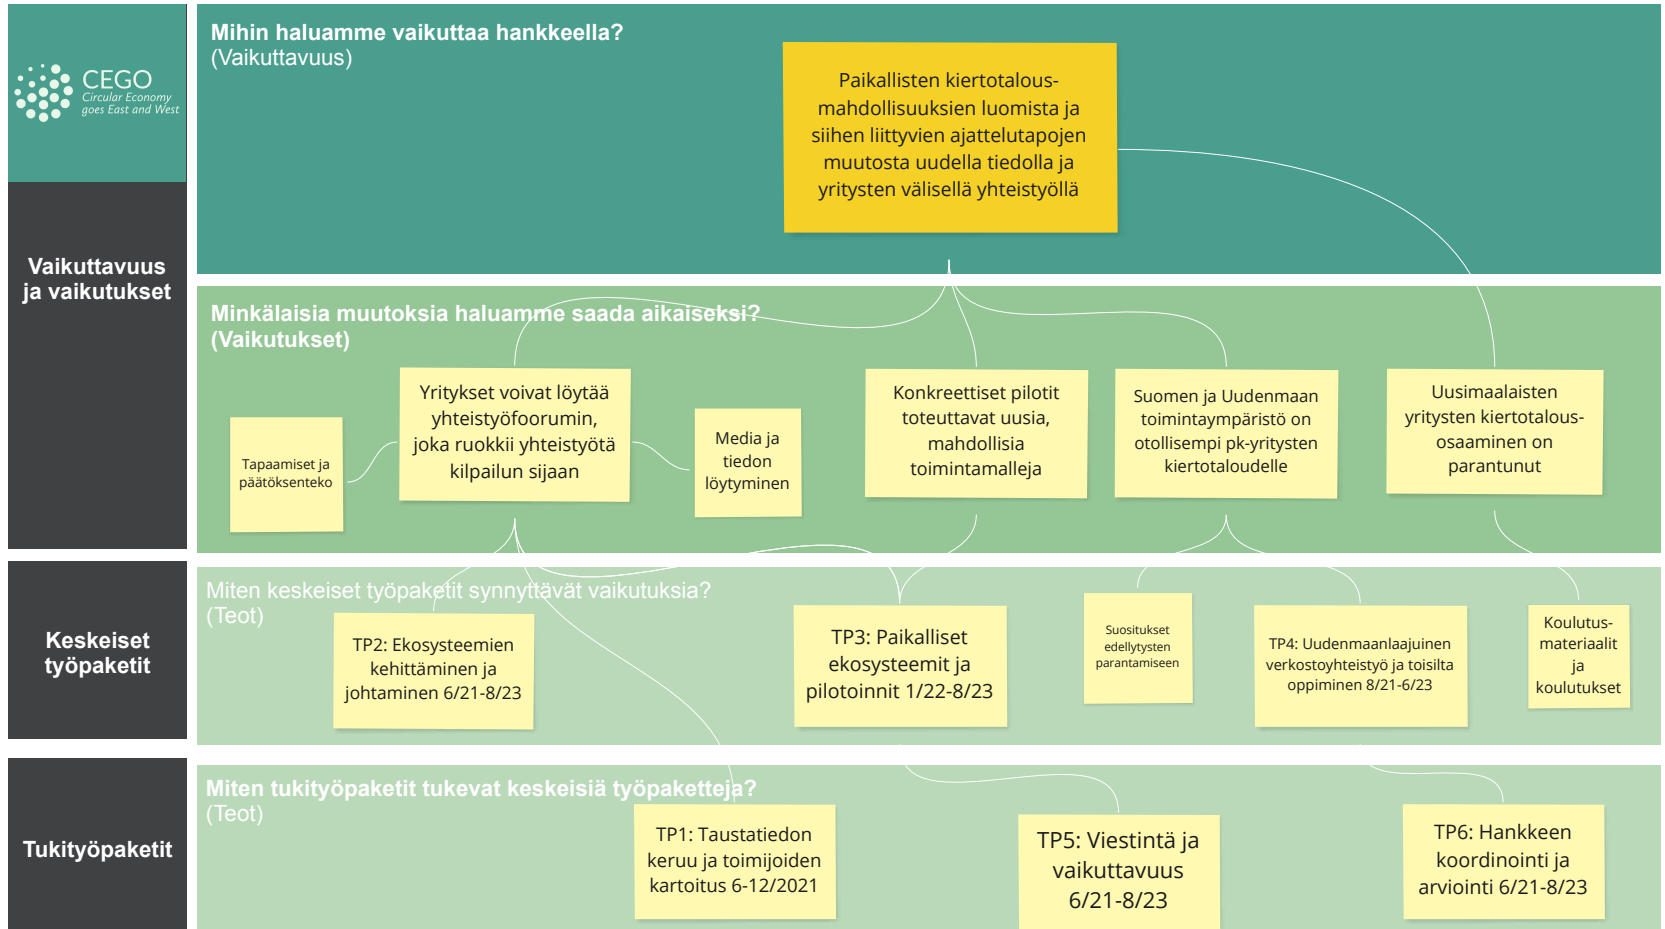 CEGO
Circular Economy
goes East and West
Mihin haluamme vaikuttaa hankkeella?
(Vaikuttavuus)
Paikallisten kiertotalous-
mahdollisuuksien luomista ja
siihen liittyvien ajattelutapojen
muutosta uudella tiedolla ja
yritysten välisellä yhteistyöllä
Vaikuttavuus
ja vaikutukset
Minkälaisia muutoksia haluamme saada aikaiseksi?
(Vaikutukset)
Tapaamiset ja
päätöksenteko
Yritykset voivat löytää
yhteistyöfoorumin,
joka ruokkii yhteistyötä
kilpailun sijaan
Media ja
tiedon
löytyminen
Konkreettiset pilotit
toteuttavat uusia,
mahdollisia
toimintamalleja
Suomen ja Uudenmaan
toimintaympäristö on
otollisempi pk-yritysten
kiertotaloudelle
Uusimaalaisten
yritysten kiertotalous-
osaaminen on
parantunut
Keskeiset
työpaketit
Miten keskeiset työpaketit synnyttävät vaikutuksia?
(Teot)
TP2: Ekosysteemien
kehittäminen ja
johtaminen 6/21-8/23
TP3: Paikalliset
ekosysteemit ja
pilotoinnit 1/22-8/23
Suositukset
edellytysten
parantamiseen
TP4: Uudenmaanlaajuinen
verkostoyhteistyö ja toisilta
oppiminen 8/21-6/23
Koulutus-
materiaalit
ja
koulutukset
Tukityöpaketit
Miten tukityöpaketit tukevat keskeisiä työpaketteja?
(Teot)
TP1: Taustatiedon
keruu ja toimijoiden
kartoitus 6-12/2021
TP5: Viestintä ja
vaikuttavuus
6/21-8/23
TP6: Hankkeen
koordinointi ja
arviointi 6/21-8/23